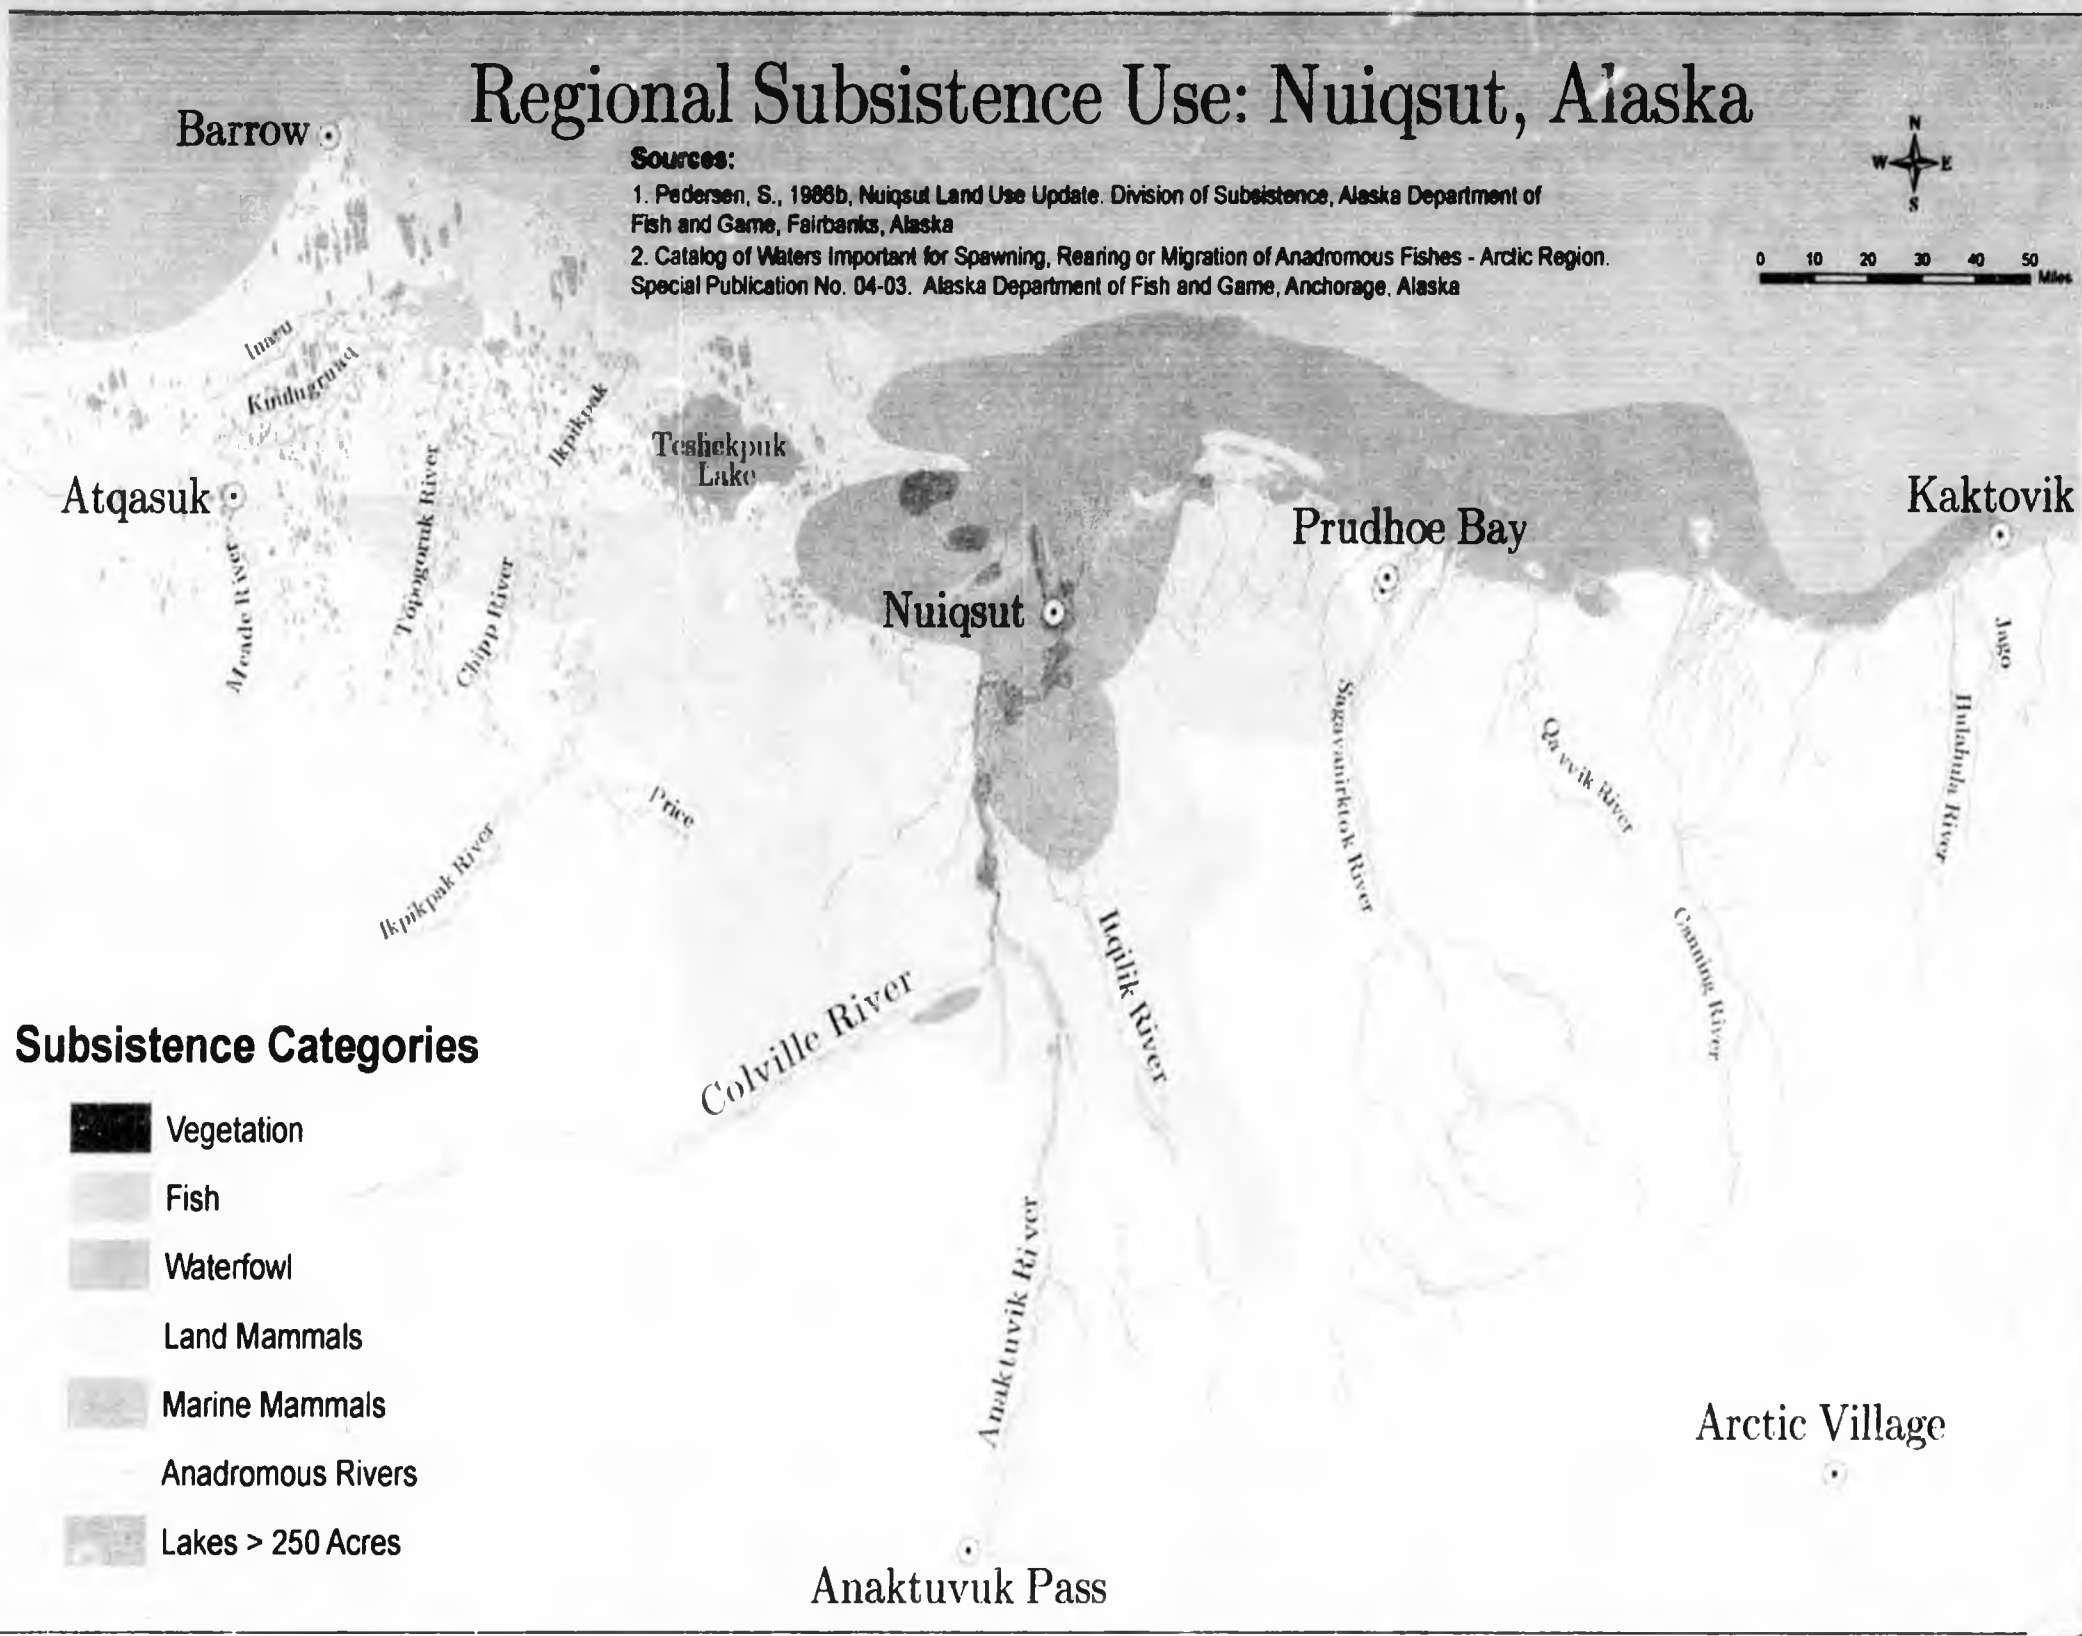 Regional Subsistence Use: Nuiqsut, Alaska
Barrow
Sources:
1. Pedersen, S., 1986b, Nuiqsut Land Use Update. Division of Subsistence, Alaska Department of
Fish and Game, Fairbanks, Alaska
2. Catalog of Waters Important for Spawning, Rearing or Migration of Anadromous Fishes - Arctic Region.
Special Publication No. 04-03. Alaska Department of Fish and Game, Anchorage, Alaska
N
W E
S
0 10 20 30 40 50
Miles
Inaru
Ikpikpak
Teshekpuk
Lake
Atqasuk
Kaktovik
Prudhoe Bay
Nuiqsut
Meade River
Topogoruk River
Chipp River
Jago
Hulahula River
Sagavanirktok River
Qavvik River
Price
Ikpikpak River
Canning River
Itqilik River
Colville River
Anaktuvik River
Subsistence Categories
Vegetation
Fish
Waterfowl
Land Mammals
Marine Mammals
Anadromous Rivers
Lakes > 250 Acres
Arctic Village
Anaktuvuk Pass